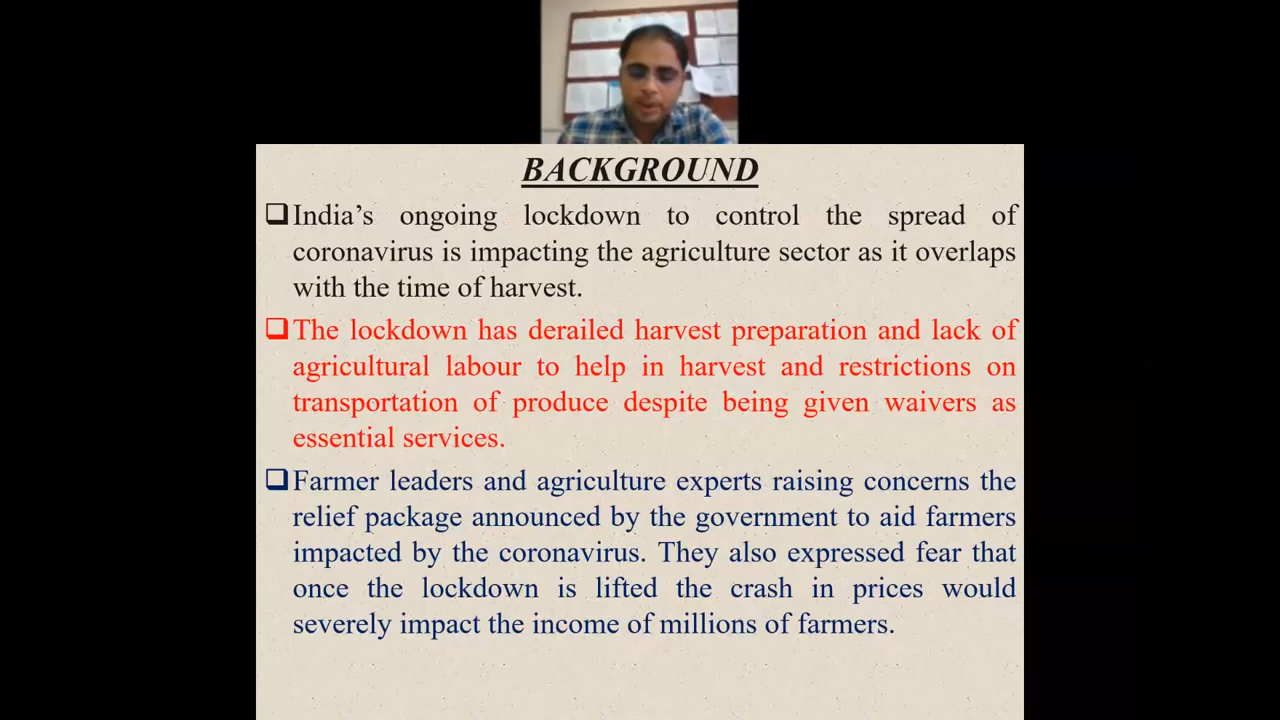 BACKGROUND
❑India’s ongoing lockdown to control the spread of
coronavirus is impacting the agriculture sector as it overlaps
with the time of harvest.
❑The lockdown has derailed harvest preparation and lack of
agricultural labour to help in harvest and restrictions on
transportation of produce despite being given waivers as
essential services.
❑Farmer leaders and agriculture experts raising concerns the
relief package announced by the government to aid farmers
impacted by the coronavirus. They also expressed fear that
once the lockdown is lifted the crash in prices would
severely impact the income of millions of farmers.